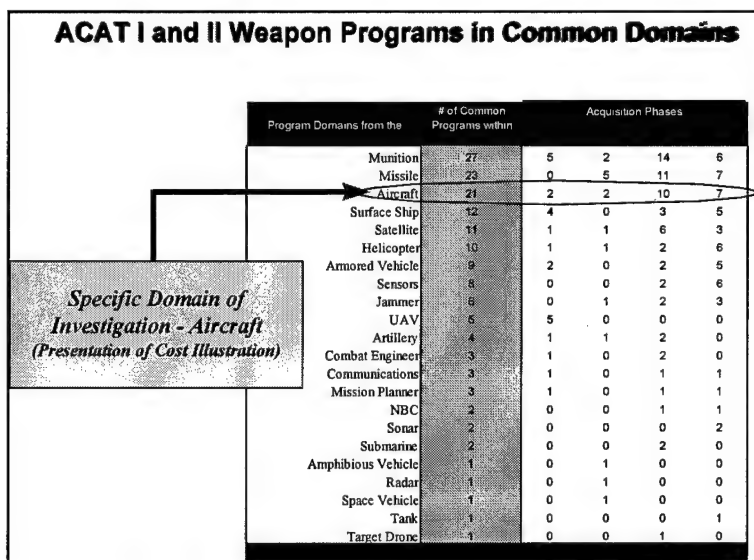 ACAT I and II Weapon Programs in Common Domains
Program Domains from the # of Common Programs within Acquisition Phases
Munition 27 5 2 14 6
Missile 23 0 5 11 7
Aircraft 21 2 2 10 7
Surface Ship 12 4 0 3 5
Satellite 11 1 1 6 3
Helicopter 10 1 1 2 6
Armored Vehicle 9 2 0 2 5
Sensors 8 0 0 2 6
Jammer 6 0 1 2 3
UAV 5 5 0 0 0
Artillery 4 1 1 2 0
Combat Engineer 3 1 0 2 0
Communications 3 1 0 1 1
Mission Planner 3 1 0 1 1
NBC 2 0 0 1 1
Sonar 2 0 0 0 2
Submarine 2 0 0 2 0
Amphibious Vehicle 1 0 1 0 0
Radar 1 0 1 0 0
Space Vehicle 1 0 1 0 0
Tank 1 0 0 0 1
Target Drone 1 0 0 1 0
Specific Domain of
Investigation - Aircraft
(Presentation of Cost Illustration)